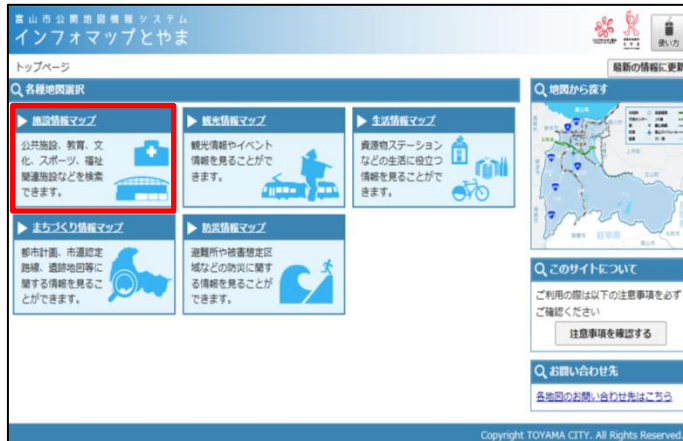 富山市公開地図情報システム
インフォマップとやま
使い方
トップページ
最新の情報に更新
各種地図選択
▶ 施設情報マップ
公共施設、教育、文
化、スポーツ、福祉
関連施設などを検索
できます。
▶ 観光情報マップ
観光情報やイベント
情報を見ることがで
きます。
▶ 生活情報マップ
資源物ステーション
などの生活に役立つ
情報を見ることがで
きます。
▶ まちづくり情報マップ
都市計画、市道認定
路線、遺跡地図等に
関する情報を見るこ
とができます。
▶ 防災情報マップ
避難所や被害想定区
域などの防災に関す
る情報を見ることが
できます。
地図から探す
岐阜県
このサイトについて
ご利用の際は以下の注意事項を必ず
ご確認ください
注意事項を確認する
お問い合わせ先
各地図のお問い合わせ先はこちら
Copyright TOYAMA CITY. All Rights Reserved.